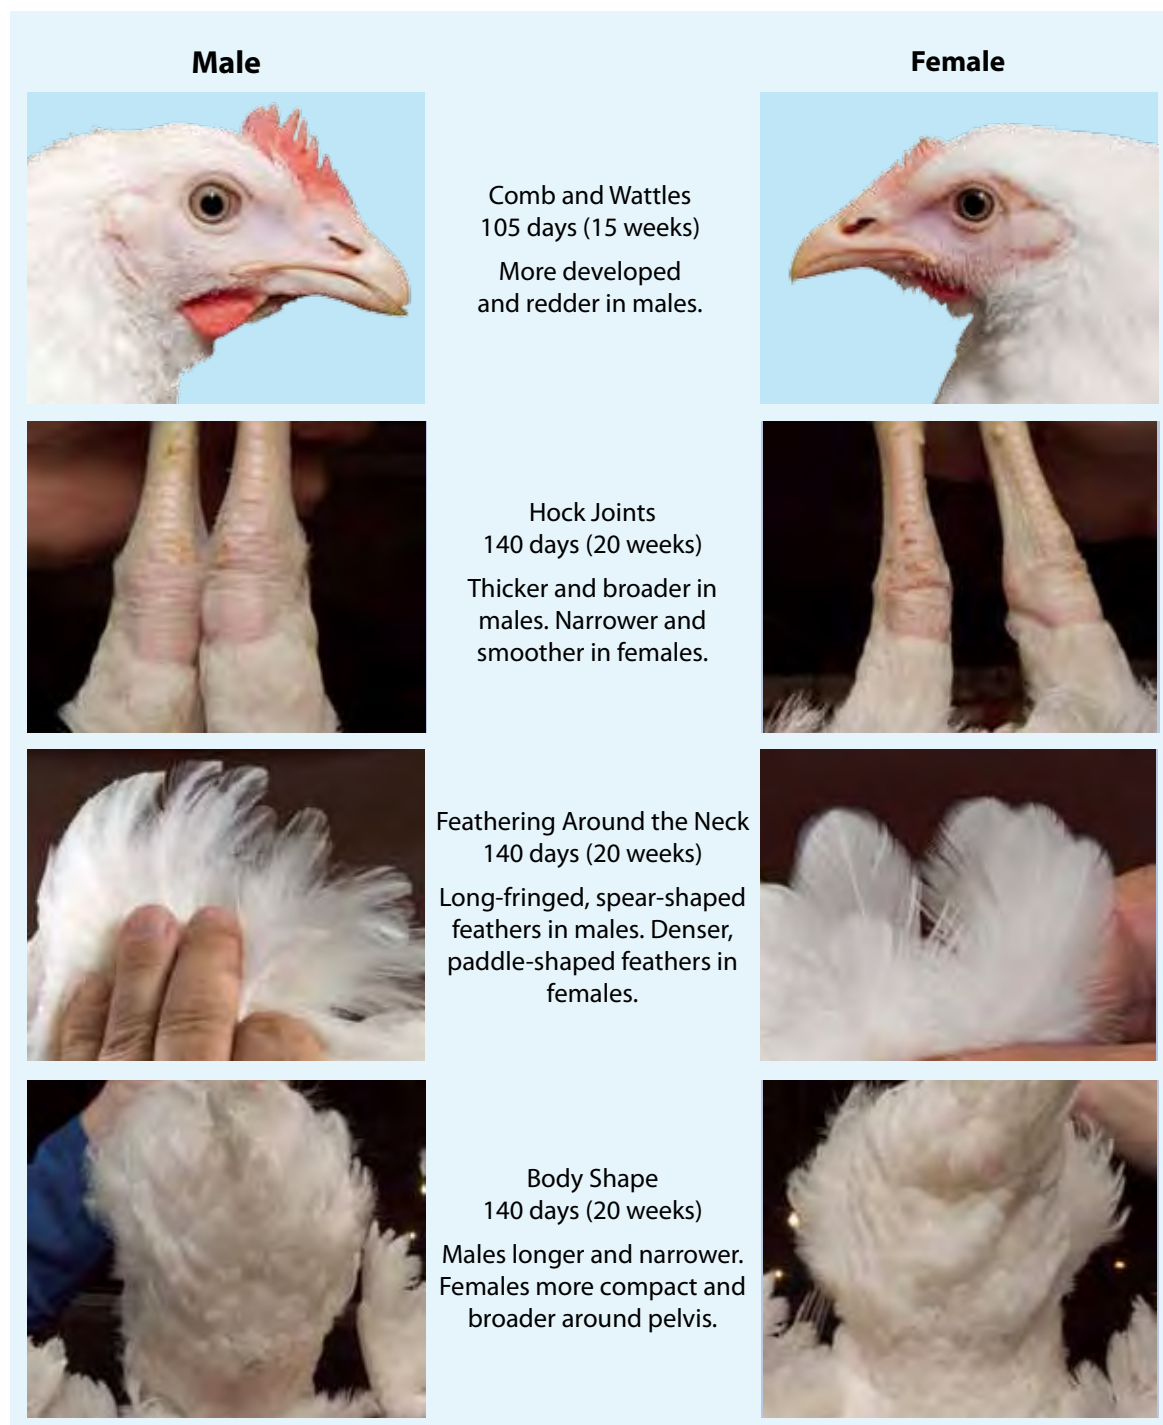 Male
Female
Comb and Wattles
105 days (15 weeks)
More developed
and redder in males.
Hock Joints
140 days (20 weeks)
Thicker and broader in
males. Narrower and
smoother in females.
Feathering Around the Neck
140 days (20 weeks)
Long-fringed, spear-shaped
feathers in males. Denser,
paddle-shaped feathers in
females.
Body Shape
140 days (20 weeks)
Males longer and narrower.
Females more compact and
broader around pelvis.